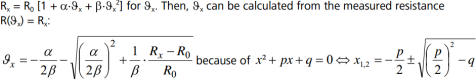 Rₓ = R₀ [1 + α·ϑₓ + β·ϑₓ²] for ϑₓ. Then, ϑₓ can be calculated from the measured resistance
R(ϑₓ) = Rₓ:
ϑₓ = −α/2β − √((α/2β)² + 1/β · (Rₓ − R₀)/R₀) because of x² + px + q = 0 ⇔ x₁,₂ = −p/2 ± √((p/2)² − q)